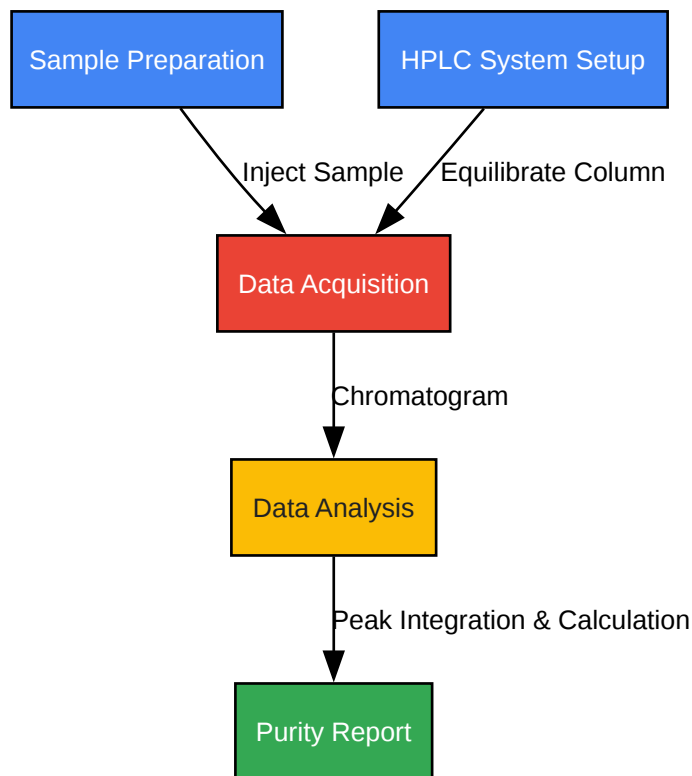 Sample Preparation
HPLC System Setup
Inject Sample
Equilibrate Column
Data Acquisition
Chromatogram
Data Analysis
Peak Integration & Calculation
Purity Report